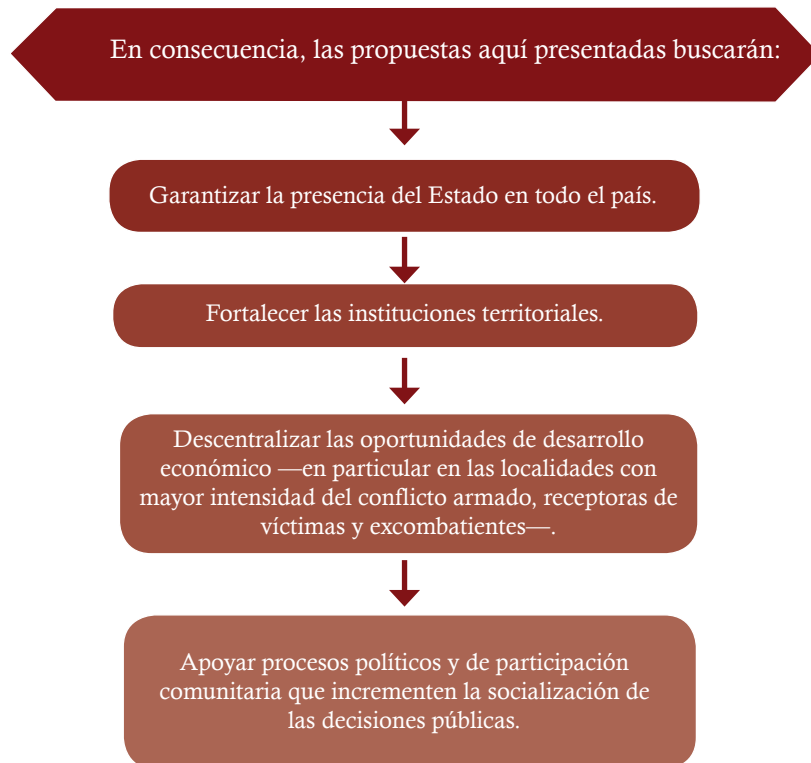 En consecuencia, las propuestas aquí presentadas buscarán:
Garantizar la presencia del Estado en todo el país.
Fortalecer las instituciones territoriales.
Descentralizar las oportunidades de desarrollo
económico —en particular en las localidades con
mayor intensidad del conflicto armado, receptoras de
víctimas y excombatientes—.
Apoyar procesos políticos y de participación
comunitaria que incrementen la socialización de
las decisiones públicas.